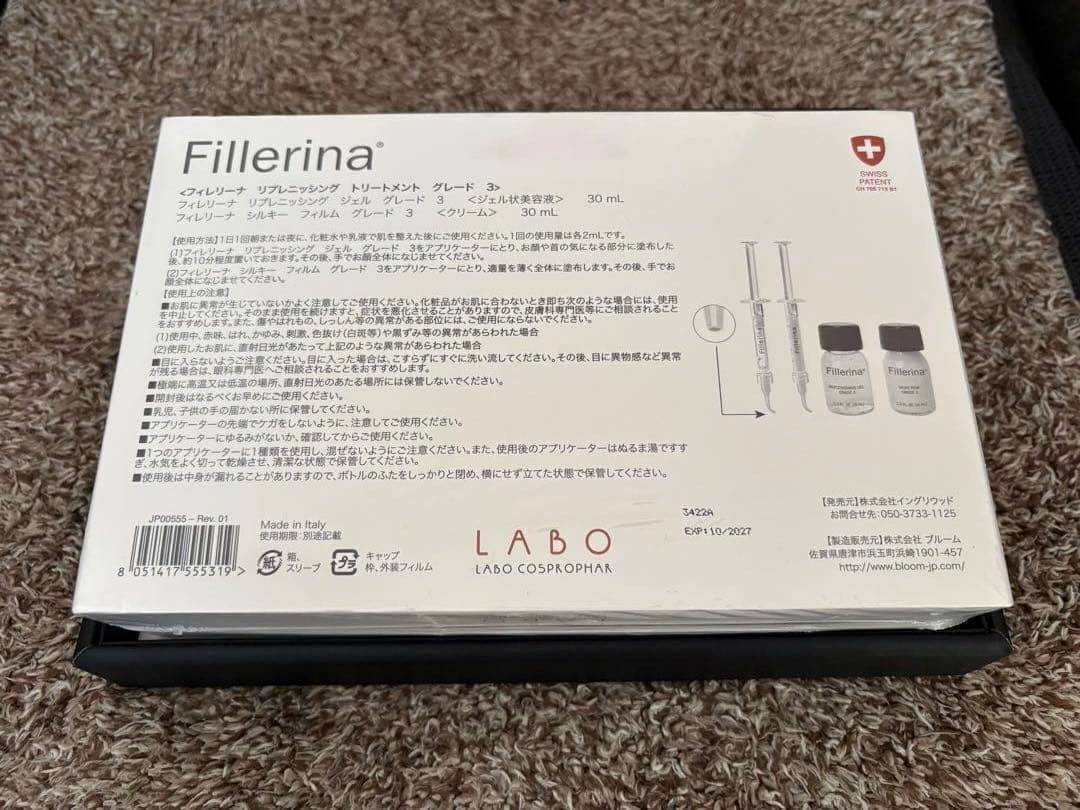 Fillerina®
SWISS
PATENT
CH 705 713 B1
<フィレリーナ リプレニッシング トリートメント グレード 3>
フィレリーナ リプレニッシング ジェル グレード 3 <ジェル状美容液> 30 mL
フィレリーナ シルキー フィルム グレード 3 <クリーム> 30 mL
【使用方法】1日1回朝または夜に、化粧水や乳液で肌を整えた後にご使用ください。1回の使用量は各2mLです。
(1)フィレリーナ リプレニッシング ジェル グレード 3をアプリケーターにとり、お顔や首の気になる部分に塗布した
後、約10分程度置いておきます。その後、手でお顔全体になじませてください。
(2)フィレリーナ シルキー フィルム グレード 3をアプリケーターにとり、適量を薄く全体に塗布します。その後、手でお
顔全体になじませてください。
【使用上の注意】
■お肌に異常が生じていないかよく注意してご使用ください。化粧品がお肌に合わないとき即ち次のような場合には、使用
を中止してください。そのまま使用を続けますと、症状を悪化させることがありますので、皮膚科専門医等にご相談されること
をおすすめします。また、傷やはれもの、しっしん等の異常がある部位には、ご使用にならないでください。
(1)使用中、赤味、はれ、かゆみ、刺激、色抜け(白斑等)や黒ずみ等の異常があらわれた場合
(2)使用したお肌に、直射日光があたって上記のような異常があらわれた場合
■目に入らないようご注意ください。目に入った場合は、こすらずにすぐに洗い流してください。その後、目に異物感など異常
が残る場合は、眼科専門医へご相談されることをおすすめします。
■極端に高温又は低温の場所、直射日光のあたる場所には保管しないでください。
■開封後はなるべくお早めにご使用ください。
■乳児、子供の手の届かない所に保管してください。
■アプリケーターの先端でケガをしないように、注意してください。
■アプリケーターにゆるみがないか、確認してからご使用ください。
■1つのアプリケーターに1種類を使用し、混ぜないようにご注意ください。また、使用後のアプリケーターはぬるま湯ですす
ぎ、水気をよく切って乾燥させ、清潔な状態で保管してください。
■使用後は中身が漏れることがありますので、ボトルのふたをしっかりと閉め、横にせず立てた状態で保管してください。
Fillerina
Fillerina
Fillerina®
REPLENISHING GEL
GRADE 3
Fillerina®
GRADE 3
JP00555 – Rev. 01
8 051417 555319 >
Made in Italy
使用期限:別途記載
紙
箱、
スリーブ
プラ
キャップ
枠、外装フィルム
LABO
LABO COSPROPHAR
3422A
EXP:10/2027
【発売元】株式会社イングリウッド
お問合せ先:050-3733-1125
【製造販売元】株式会社 ブルーム
佐賀県唐津市浜玉町浜崎1901-457
http://www.bloom-jp.com/